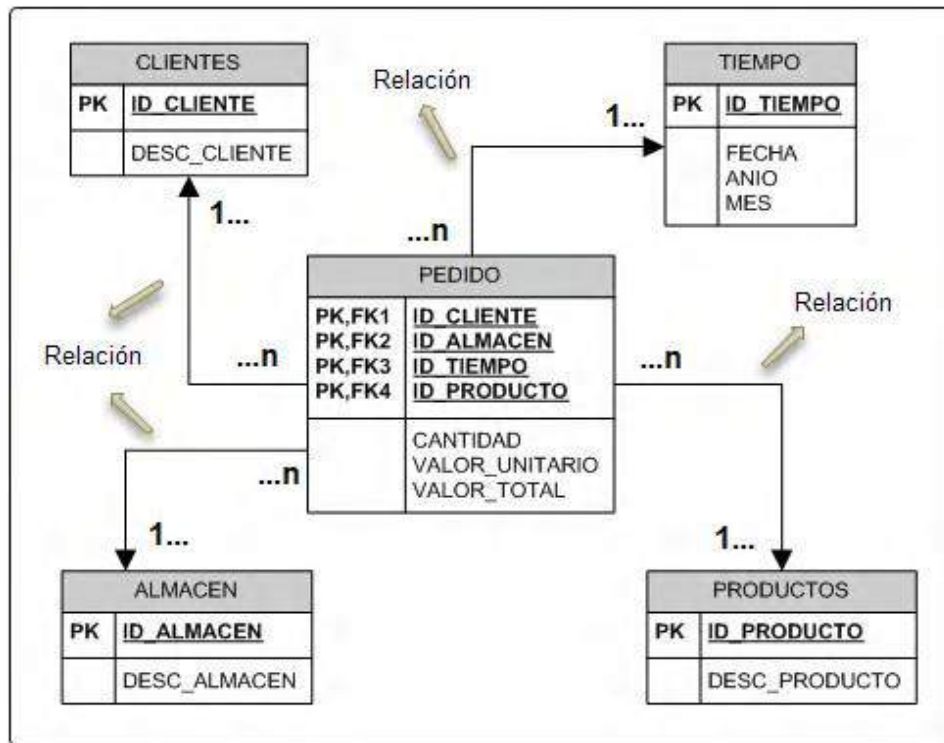 CLIENTES
PK ID_CLIENTE
DESC_CLIENTE
Relación
TIEMPO
PK ID_TIEMPO
FECHA
ANIO
MES
1...
1...
...n
PEDIDO
PK,FK1 ID_CLIENTE
PK,FK2 ID_ALMACEN
PK,FK3 ID_TIEMPO
PK,FK4 ID_PRODUCTO
CANTIDAD
VALOR_UNITARIO
VALOR_TOTAL
Relación
Relación
...n
...n
...n
1...
1...
ALMACEN
PK ID_ALMACEN
DESC_ALMACEN
PRODUCTOS
PK ID_PRODUCTO
DESC_PRODUCTO